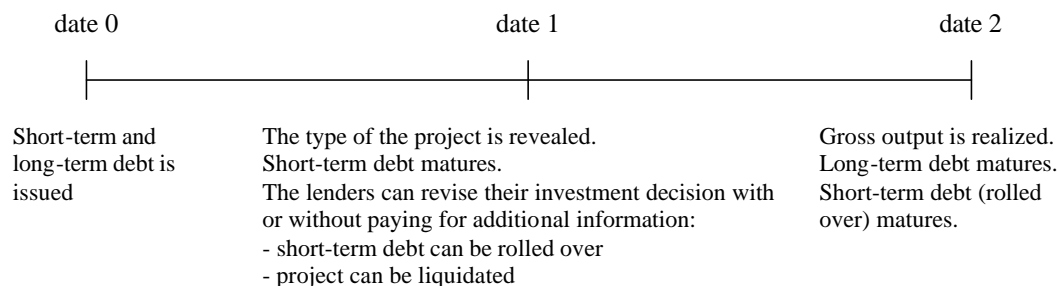 date 0
date 1
date 2
Short-term and
long-term debt is
issued
The type of the project is revealed.
Short-term debt matures.
The lenders can revise their investment decision with
or without paying for additional information:
- short-term debt can be rolled over
- project can be liquidated
Gross output is realized.
Long-term debt matures.
Short-term debt (rolled
over) matures.